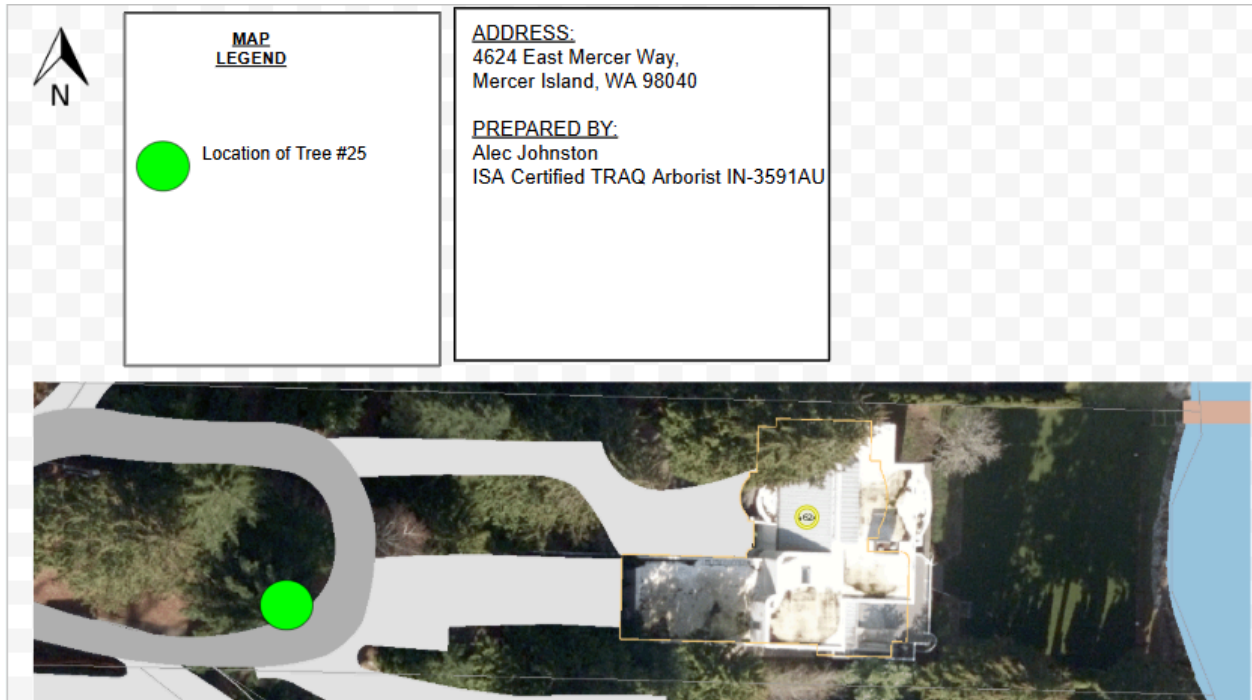 N
MAP
LEGEND
Location of Tree #25
ADDRESS:
4624 East Mercer Way,
Mercer Island, WA 98040
PREPARED BY:
Alec Johnston
ISA Certified TRAQ Arborist IN-3591AU